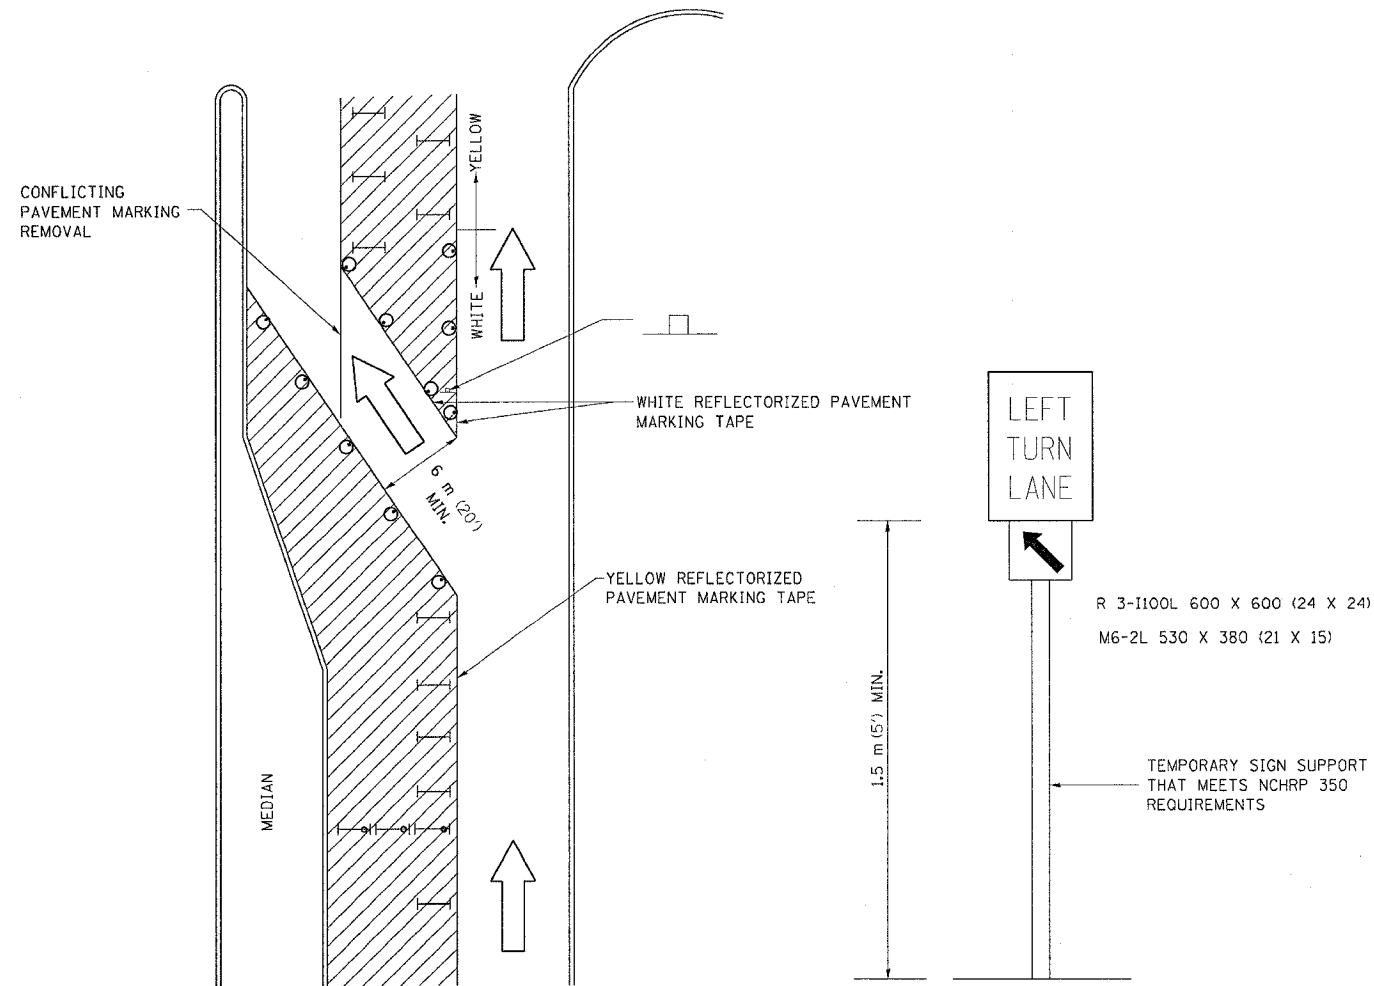 CONFLICTING
PAVEMENT MARKING
REMOVAL
YELLOW
WHITE
WHITE REFLECTORIZED PAVEMENT
MARKING TAPE
6 m (20')
MIN.
YELLOW REFLECTORIZED
PAVEMENT MARKING TAPE
MEDIAN
LEFT
TURN
LANE
R 3-I100L 600 X 600 (24 X 24)
M6-2L 530 X 380 (21 X 15)
1.5 m (5') MIN.
TEMPORARY SIGN SUPPORT
THAT MEETS NCHRP 350
REQUIREMENTS